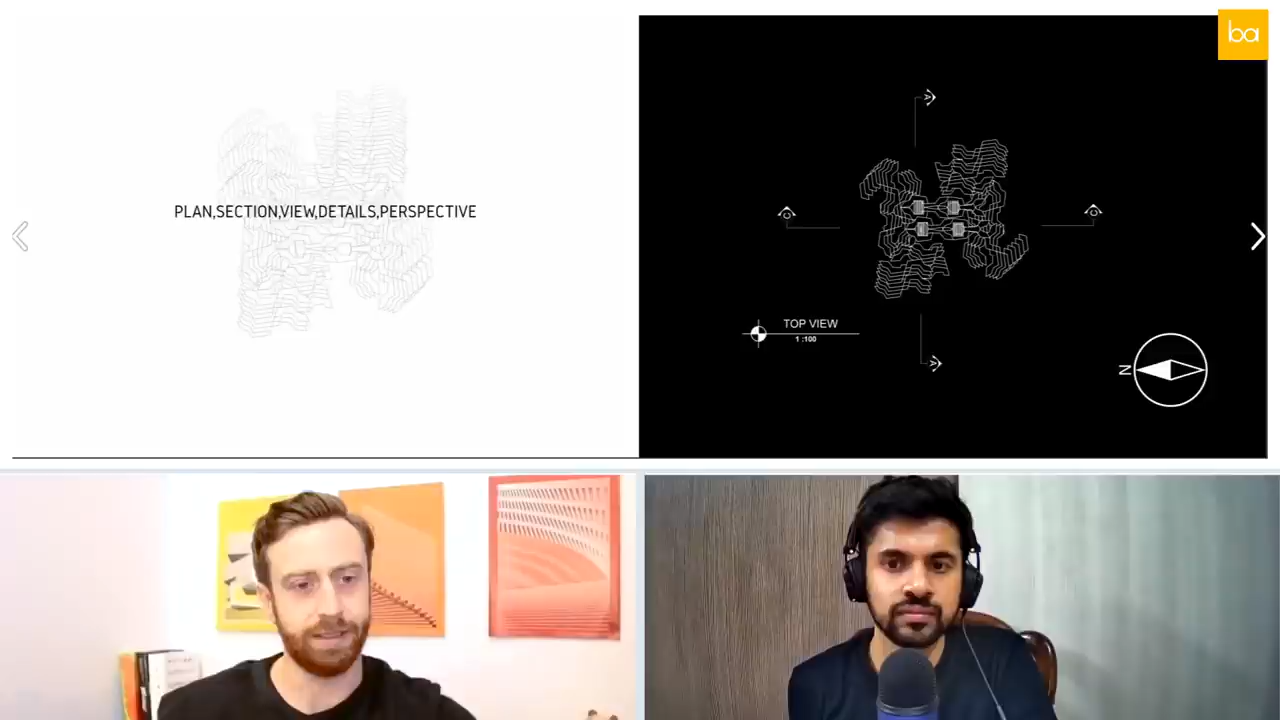 ba
PLAN,SECTION,VIEW,DETAILS,PERSPECTIVE
A
C
C
TOP VIEW
1 :100
A
N